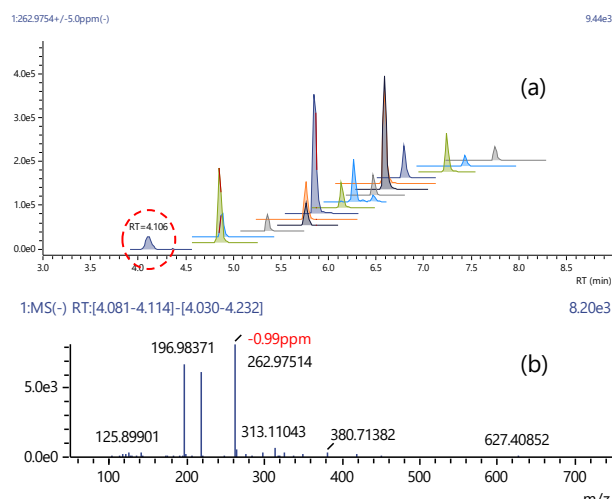 1:262.9754+/-5.0ppm(-) 9.44e3
4.0e5
(a)
3.0e5
2.0e5
1.0e5
RT=4.106
0.0e0
3.0 3.5 4.0 4.5 5.0 5.5 6.0 6.5 7.0 7.5 8.0 8.5
RT (min)
1:MS(-) RT:[4.081-4.114]-[4.030-4.232] 8.20e3
-0.99ppm
196.98371
262.97514
(b)
5.0e3
125.89901 313.11043 380.71382 627.40852
0.0e0
100 200 300 400 500 600 700
m/z